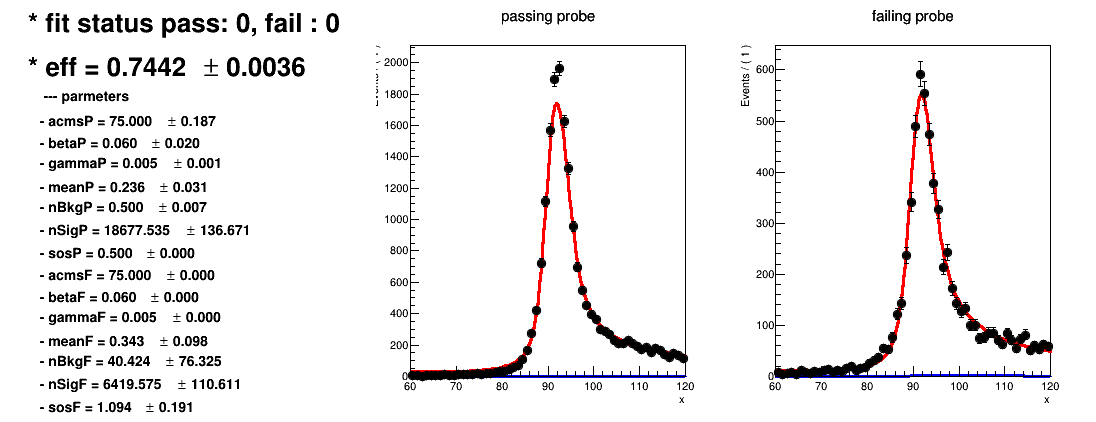 * fit status pass: 0, fail : 0
* eff = 0.7442 ± 0.0036
--- parmeters
- acmsP = 75.000 ± 0.187
- betaP = 0.060 ± 0.020
- gammaP = 0.005 ± 0.001
- meanP = 0.236 ± 0.031
- nBkgP = 0.500 ± 0.007
- nSigP = 18677.535 ± 136.671
- sosP = 0.500 ± 0.000
- acmsF = 75.000 ± 0.000
- betaF = 0.060 ± 0.000
- gammaF = 0.005 ± 0.000
- meanF = 0.343 ± 0.098
- nBkgF = 40.424 ± 76.325
- nSigF = 6419.575 ± 110.611
- sosF = 1.094 ± 0.191
passing probe
2000
1800
1600
1400
1200
1000
800
600
400
200
0
60 70 80 90 100 110 120
x
failing probe
Events / ( 1 )
600
500
400
300
200
100
0
60 70 80 90 100 110 120
x